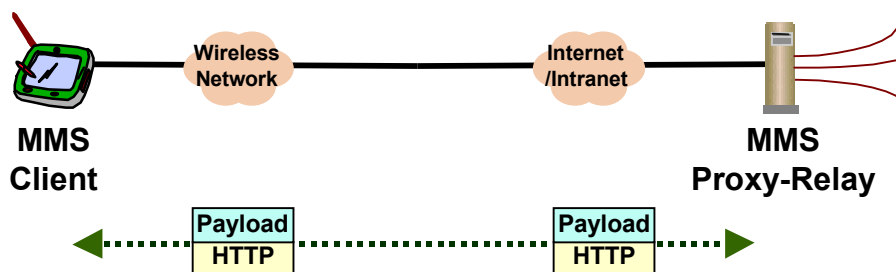 Wireless
Network
Internet
/Intranet
MMS
Client
MMS
Proxy-Relay
Payload
HTTP
Payload
HTTP